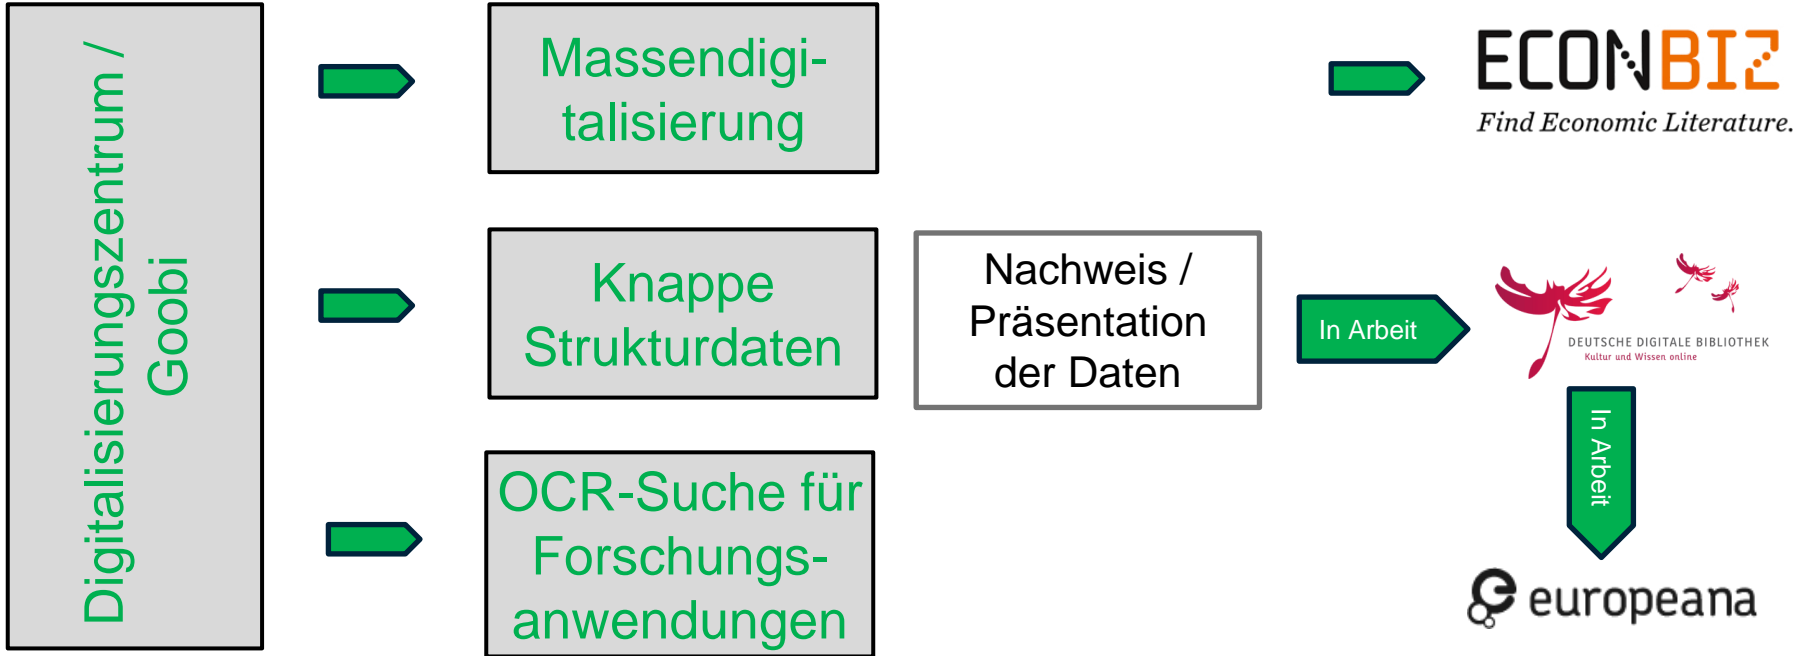 Digitalisierungszentrum /
Goobi
Massendigi-
talisierung
ECONBIZ
Find Economic Literature.
Knappe
Strukturdaten
Nachweis /
Präsentation
der Daten
In Arbeit
DEUTSCHE DIGITALE BIBLIOTHEK
Kultur und Wissen online
In Arbeit
OCR-Suche für
Forschungs-
anwendungen
europeana